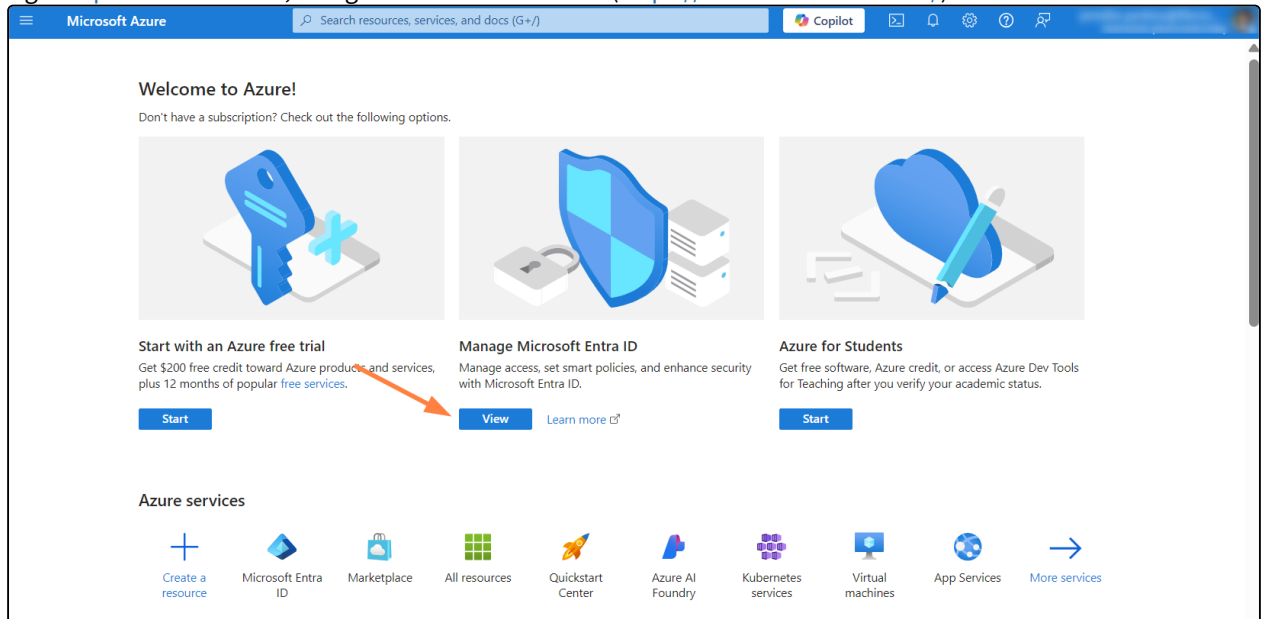 Microsoft Azure
Search resources, services, and docs (G+/)
Copilot
Welcome to Azure!
Don't have a subscription? Check out the following options.
Start with an Azure free trial
Get $200 free credit toward Azure products and services,
plus 12 months of popular free services.
Start
Manage Microsoft Entra ID
Manage access, set smart policies, and enhance security
with Microsoft Entra ID.
View Learn more
Azure for Students
Get free software, Azure credit, or access Azure Dev Tools
for Teaching after you verify your academic status.
Start
Azure services
Create a
resource
Microsoft Entra
ID
Marketplace
All resources
Quickstart
Center
Azure AI
Foundry
Kubernetes
services
Virtual
machines
App Services
More services